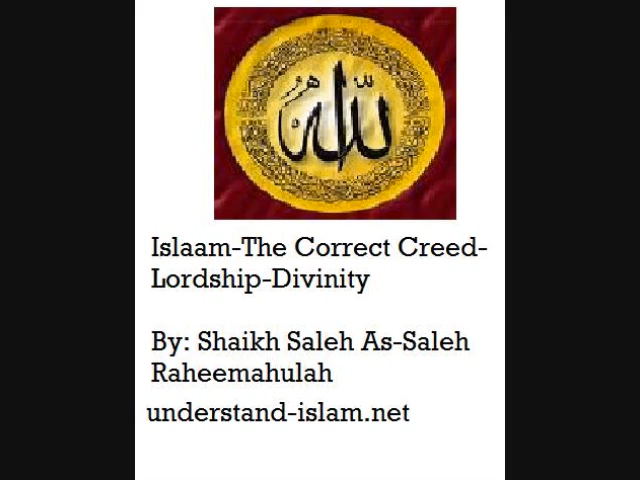 الله
Islaam-The Correct Creed-
Lordship-Divinity
By: Shaikh Saleh As-Saleh
Raheemahulah
understand-islam.net